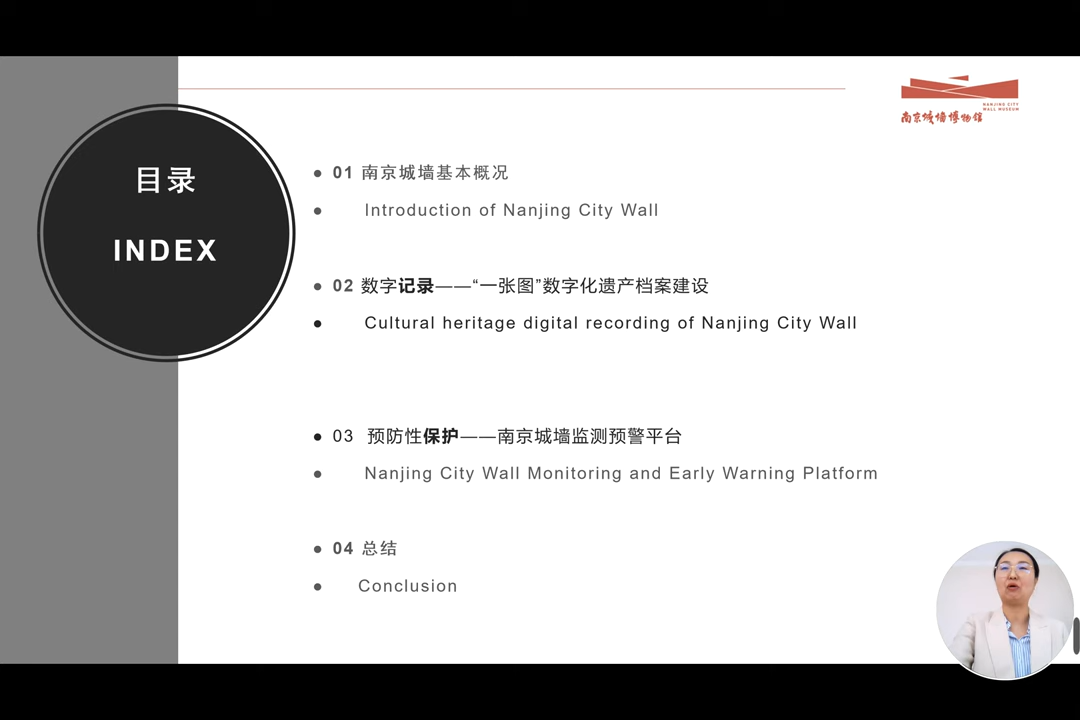 目录
INDEX
NANJING CITY
WALL MUSEUM
南京城墙博物馆
01 南京城墙基本概况
Introduction of Nanjing City Wall
02 数字记录——“一张图”数字化遗产档案建设
Cultural heritage digital recording of Nanjing City Wall
03 预防性保护——南京城墙监测预警平台
Nanjing City Wall Monitoring and Early Warning Platform
04 总结
Conclusion